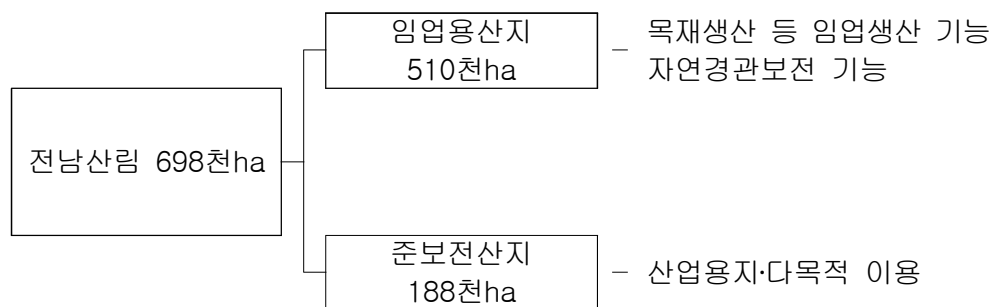 임업용산지
510천ha
– 목재생산 등 임업생산 기능
자연경관보전 기능
전남산림 698천ha
준보전산지
188천ha
– 산업용지·다목적 이용